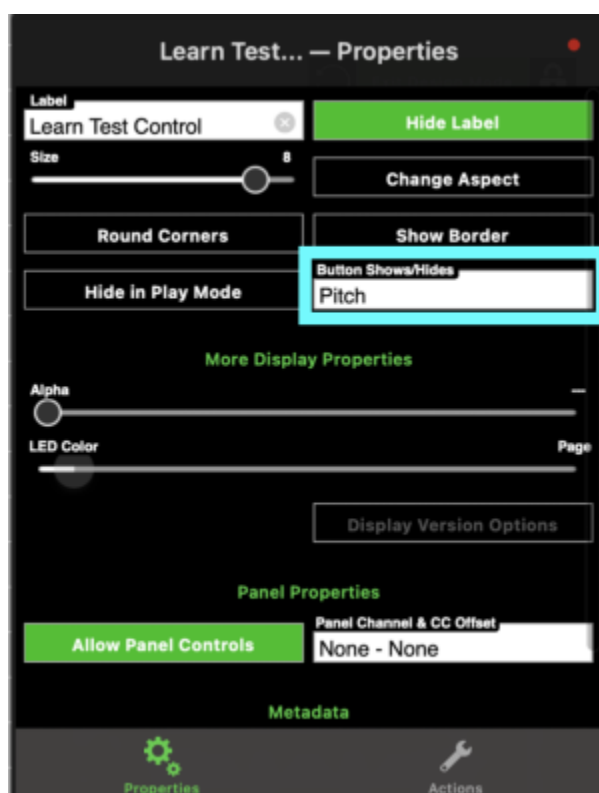 Learn Test... — Properties
Label
Learn Test Control
Hide Label
Size 8
Change Aspect
Round Corners
Show Border
Hide in Play Mode
Button Shows/Hides
Pitch
More Display Properties
Alpha —
LED Color Page
Display Version Options
Panel Properties
Allow Panel Controls
Panel Channel & CC Offset
None - None
Metadata
Properties Actions